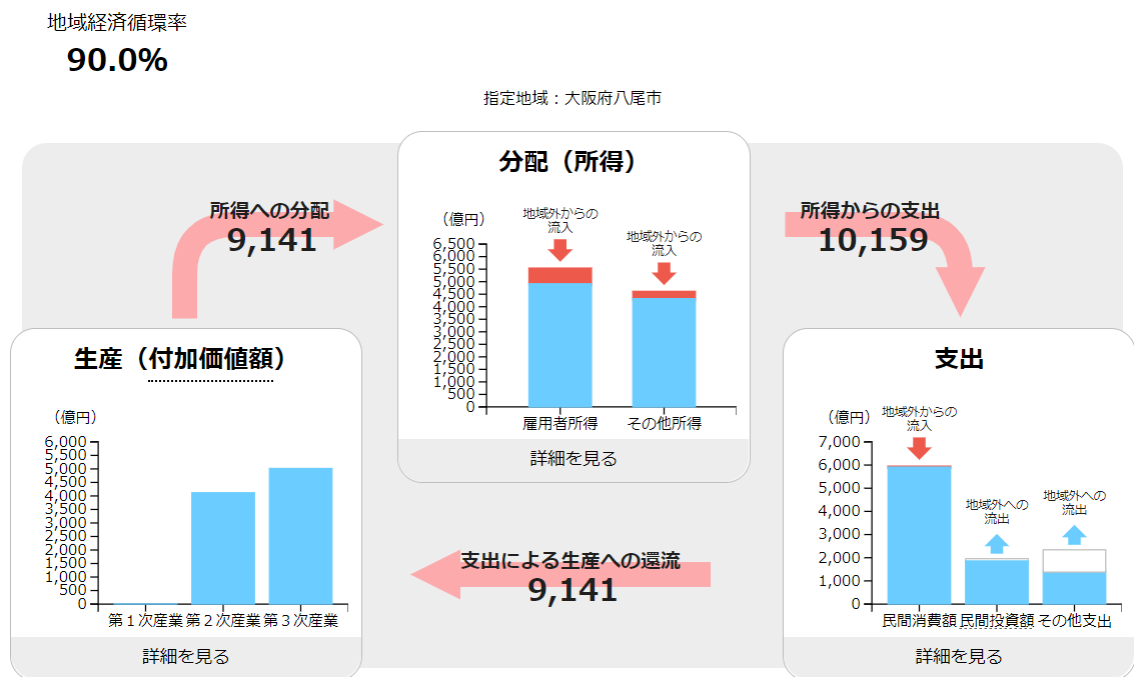 地域経済循環率
90.0%
指定地域：大阪府八尾市
分配（所得）
（億円）
地域外からの
流入
地域外からの
流入
6,500
6,000
5,500
5,000
4,500
4,000
3,500
3,000
2,500
2,000
1,500
1,000
500
0
雇用者所得
その他所得
詳細を見る
所得への分配
9,141
所得からの支出
10,159
生産（付加価値額）
（億円）
6,000
5,500
5,000
4,500
4,000
3,500
3,000
2,500
2,000
1,500
1,000
500
0
第１次産業
第２次産業
第３次産業
詳細を見る
支出による生産への還流
9,141
支出
（億円）
地域外からの
流入
地域外への
流出
地域外への
流出
7,000
6,000
5,000
4,000
3,000
2,000
1,000
0
民間消費額
民間投資額
その他支出
詳細を見る